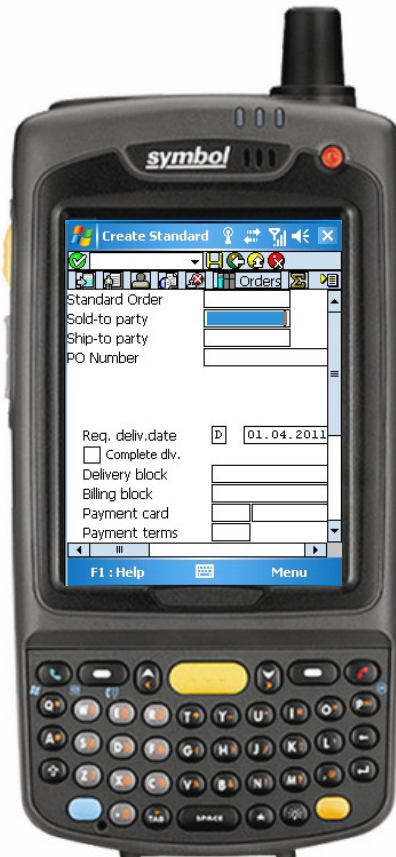 symbol
Create Standard
Orders
Standard Order
Sold-to party
Ship-to party
PO Number
Req. deliv.date D 01.04.2011
Complete dlv.
Delivery block
Billing block
Payment card
Payment terms
F1 : Help Menu
Q W E R T Y U I O P
A S D F G H J K L
Z X C V B N M
TAB SPACE